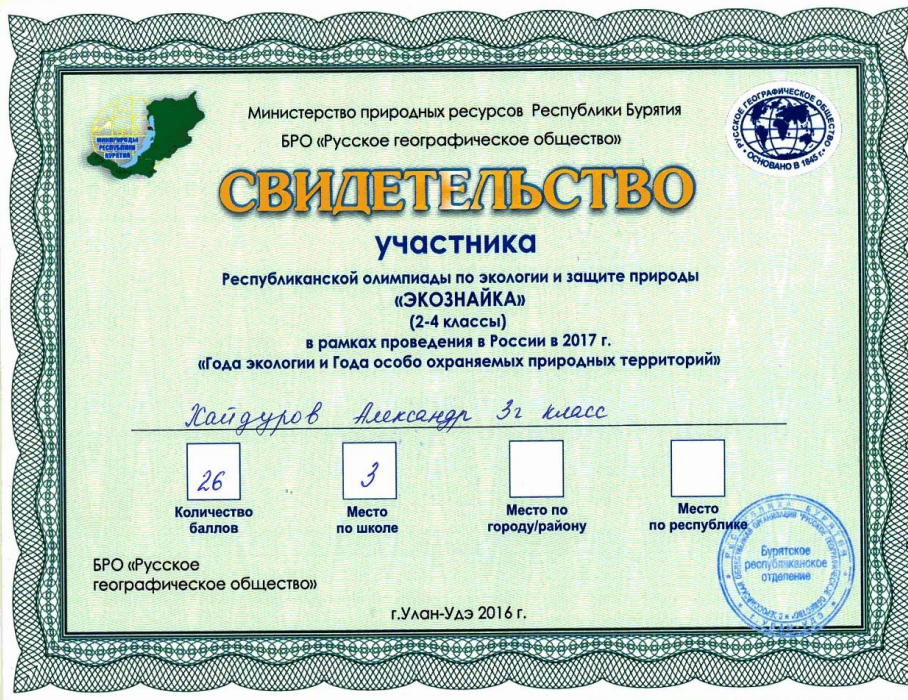 Министерство природных ресурсов Республики Бурятия
БРО «Русское географическое общество»
МИНПРИРОДЫ
РЕСПУБЛИКИ
БУРЯТИЯ
РУССКОЕ ГЕОГРАФИЧЕСКОЕ ОБЩЕСТВО
• ОСНОВАНО В 1845 г. •
СВИДЕТЕЛЬСТВО
участника
Республиканской олимпиады по экологии и защите природы
«ЭКОЗНАЙКА»
(2-4 классы)
в рамках проведения в России в 2017 г.
«Года экологии и Года особо охраняемых природных территорий»
Хайдуров Александр 3г класс
26
3
Количество
баллов
Место
по школе
Место по
городу/району
Место
по республике
БРО «Русское
географическое общество»
Бурятское
республиканское
отделение
г.Улан-Удэ 2016 г.